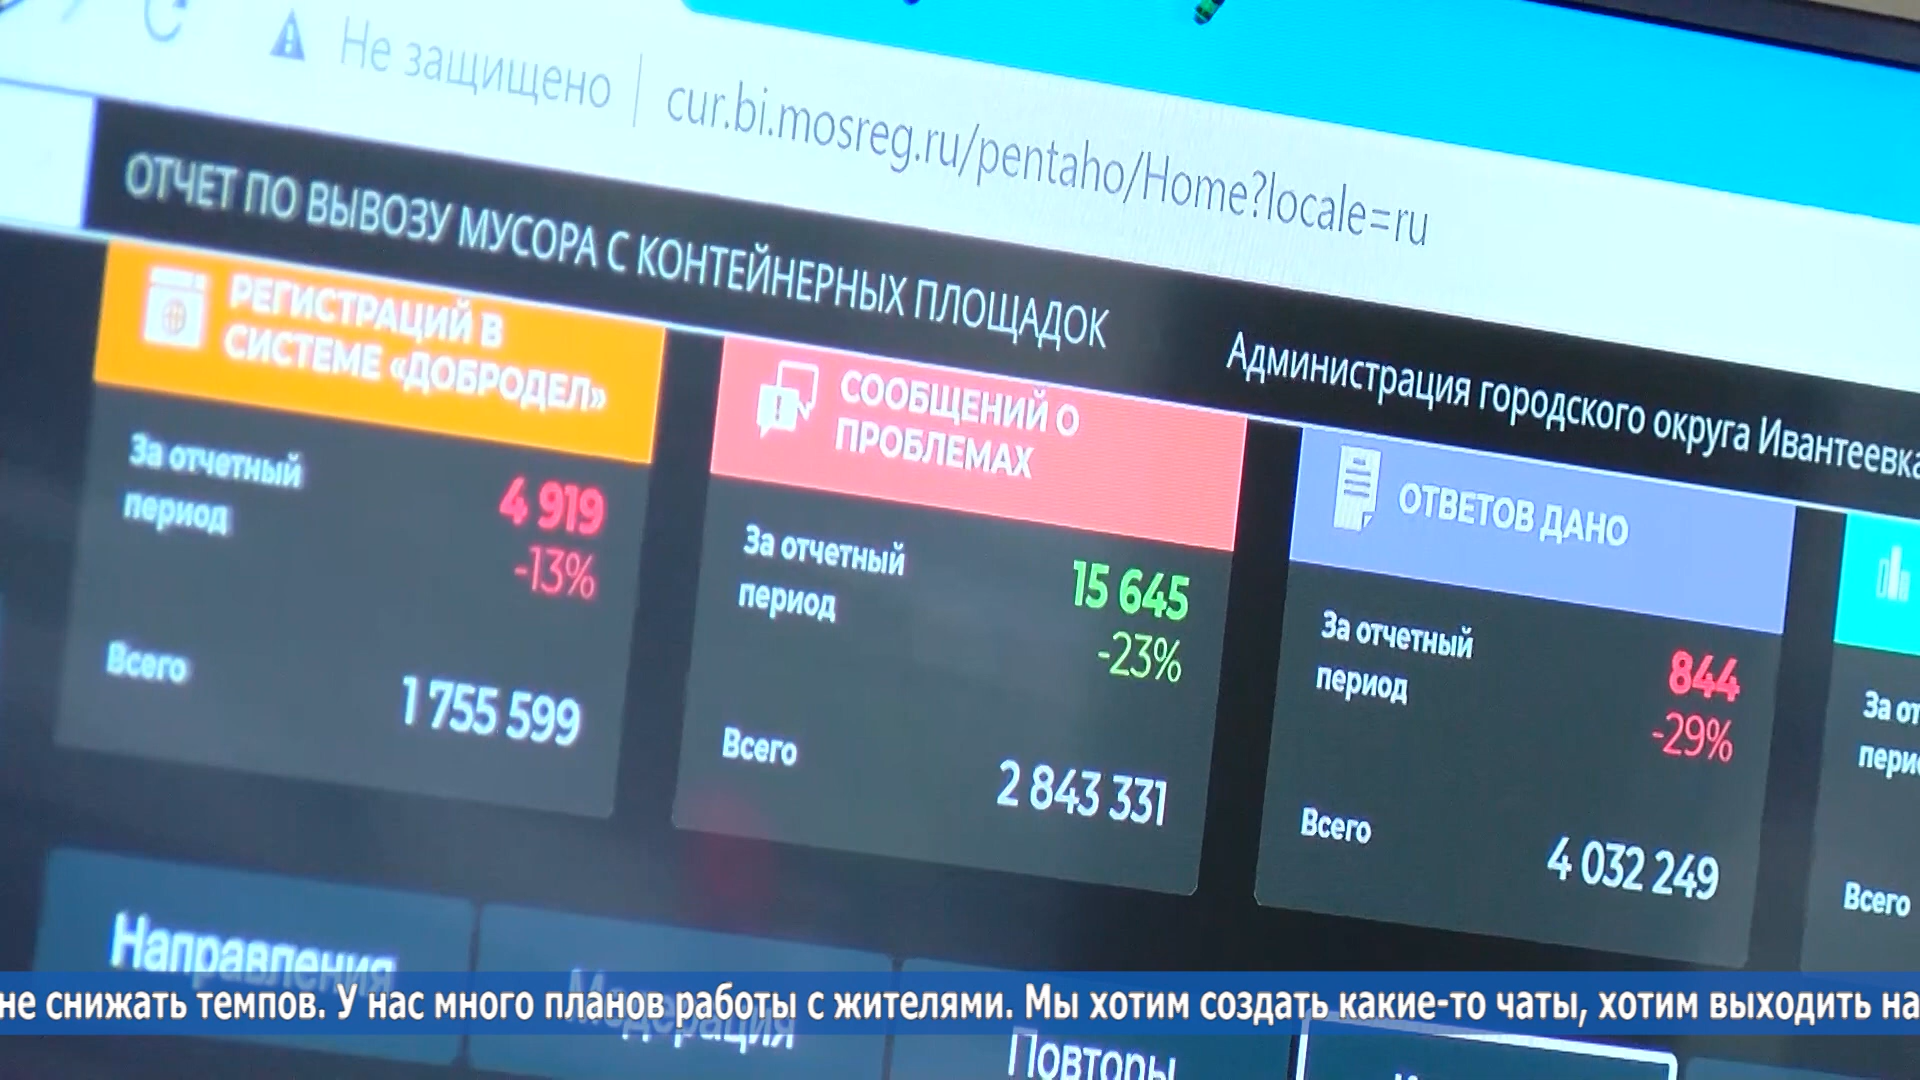 Не защищено
cur.bi.mosreg.ru/pentaho/Home?locale=ru
ОТЧЕТ ПО ВЫВОЗУ МУСОРА С КОНТЕЙНЕРНЫХ ПЛОЩАДОК
Администрация городского округа Ивантеевка
РЕГИСТРАЦИЙ В
СИСТЕМЕ «ДОБРОДЕЛ»
За отчетный
период
4 919
-13%
Всего
1 755 599
СООБЩЕНИЙ О
ПРОБЛЕМАХ
За отчетный
период
15 645
-23%
Всего
2 843 331
ОТВЕТОВ ДАНО
За отчетный
период
844
-29%
Всего
4 032 249
За от
пери
Всего
Направления
Модерация
Повторы
не снижать темпов. У нас много планов работы с жителями. Мы хотим создать какие-то чаты, хотим выходить на